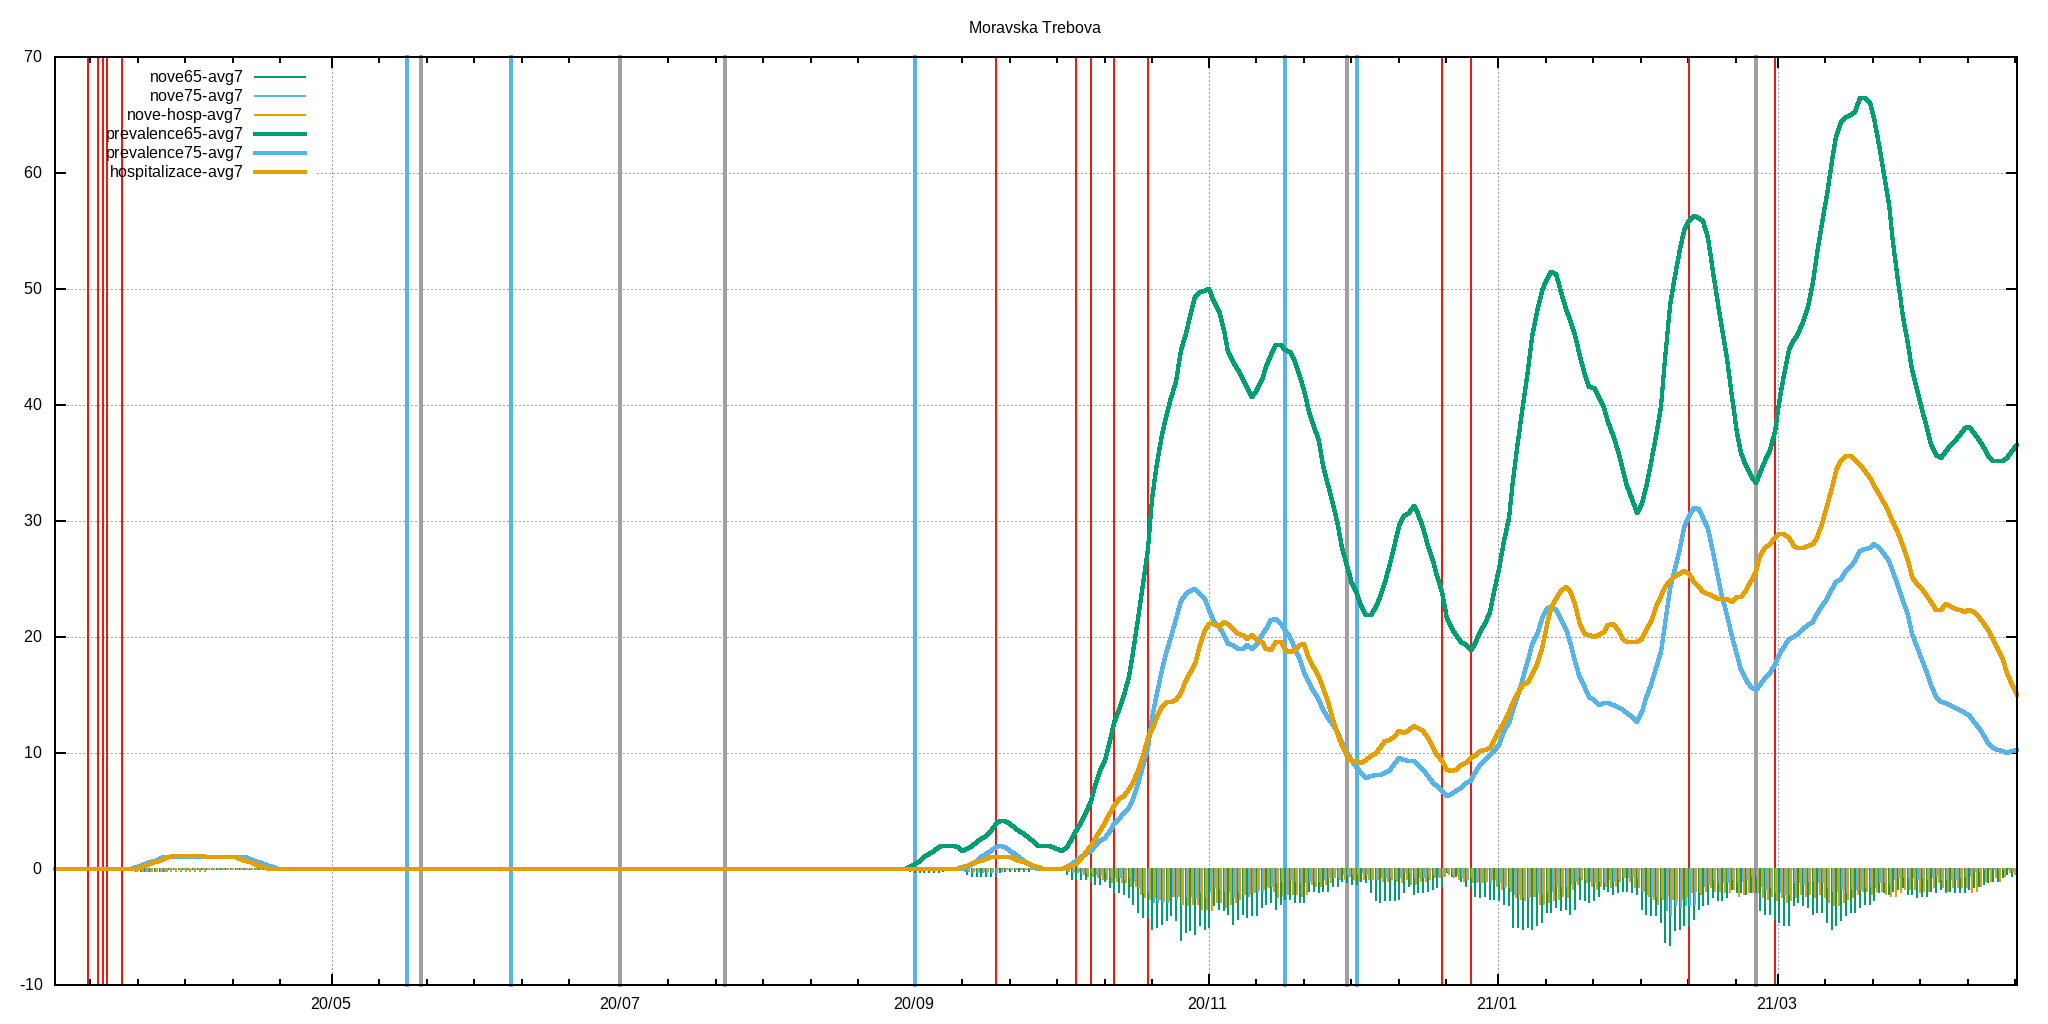 Moravska Trebova
70
60
50
40
30
20
10
0
-10
nove65-avg7
nove75-avg7
nove-hosp-avg7
prevalence65-avg7
prevalence75-avg7
hospitalizace-avg7
20/05 20/07 20/09 20/11 21/01 21/03